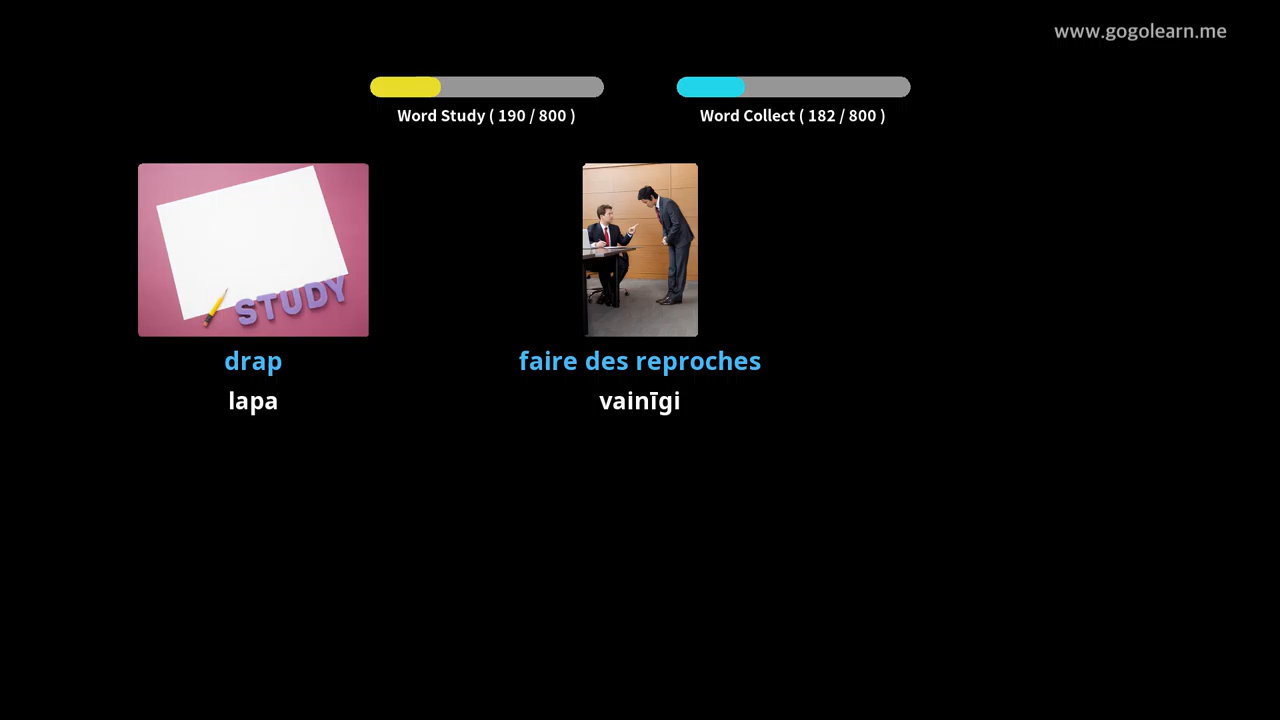 www.gogolearn.me
Word Study ( 190 / 800 )
Word Collect ( 182 / 800 )
STUDY
drap
faire des reproches
lapa
vainīgi